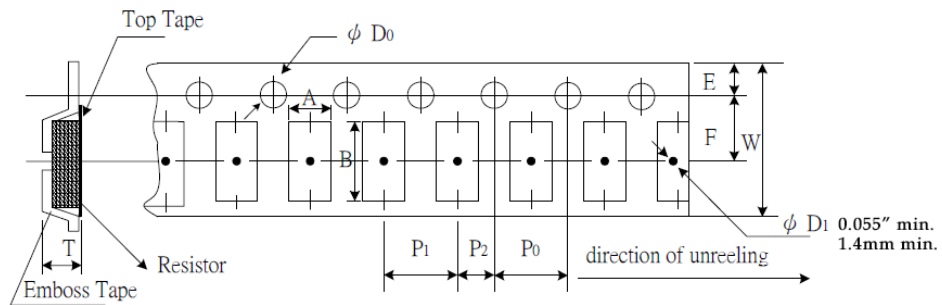 Top Tape
ϕ D0
A
E
F
W
B
T
P1
P2
P0
ϕ D1 0.055" min.
1.4mm min.
direction of unreeling
Resistor
Emboss Tape